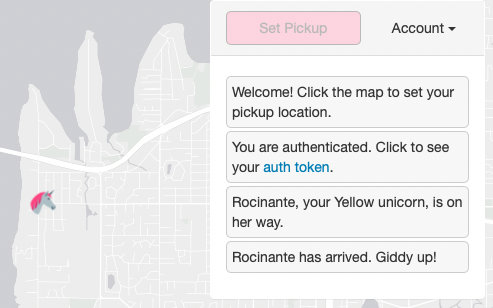 Set Pickup
Account
Welcome! Click the map to set your
pickup location.
You are authenticated. Click to see
your auth token.
Rocinante, your Yellow unicorn, is on
her way.
Rocinante has arrived. Giddy up!